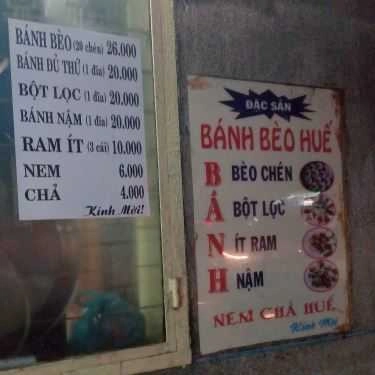 BÁNH BÈO (20 chén) 26.000
BÁNH ĐỦ THỨ (1 đĩa) 20.000
BỘT LỌC (1 đĩa) 20.000
BÁNH NẬM (1 đĩa) 20.000
RAM ÍT (3 cái) 10.000
NEM 6.000
CHẢ 4.000
Kính Mời!
ĐẶC SẢN
BÁNH BÈO HUẾ
BÁNH
BÈO CHÉN
BỘT LỌC
ÍT RAM
NẬM
NEM CHẢ HUẾ
Kính Mời